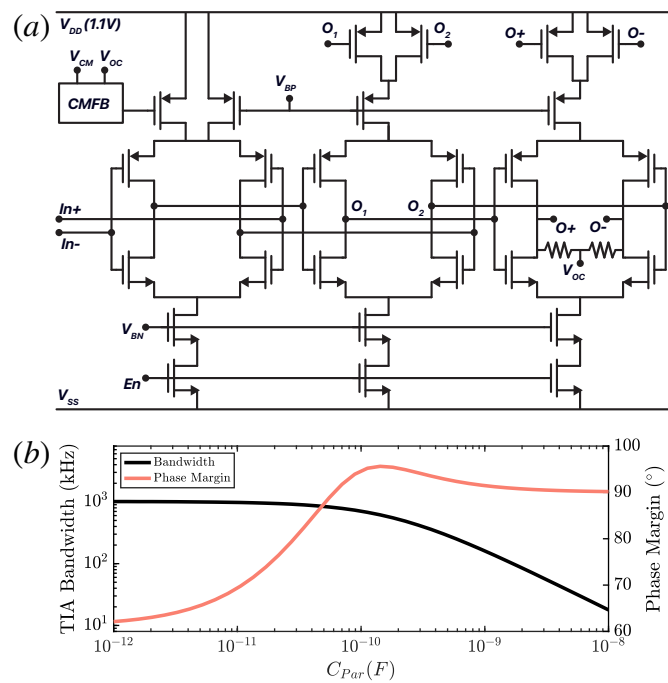 (a)
V_DD (1.1V)
O_1
O_2
O+
O-
V_CM
V_OC
CMFB
V_BP
In+
In-
O_1
O_2
O+
O-
V_OC
V_BN
En
V_SS
(b)
Bandwidth
Phase Margin
TIA Bandwidth (kHz)
10^3
10^2
10^1
Phase Margin (°)
100
90
80
70
60
10^-12
10^-11
10^-10
10^-9
10^-8
C_Par(F)